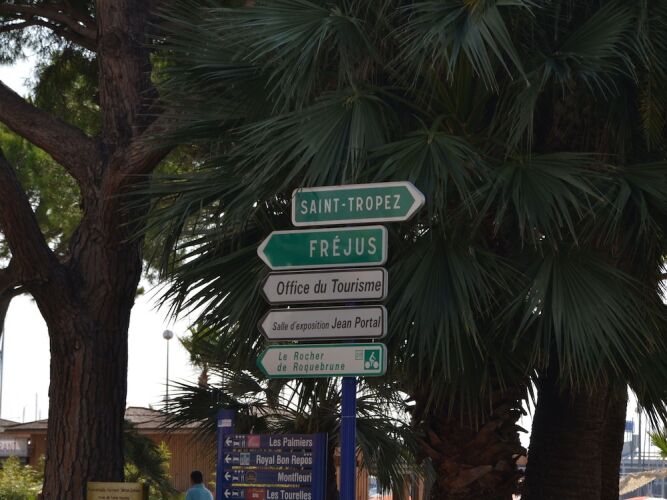 SAINT-TROPEZ
FRÉJUS
Office du Tourisme
Salle d'exposition Jean Portal
Le Rocher
de Roquebrune
Les Palmiers
Royal Bon Repos
Montfleuri
Les Tourelles